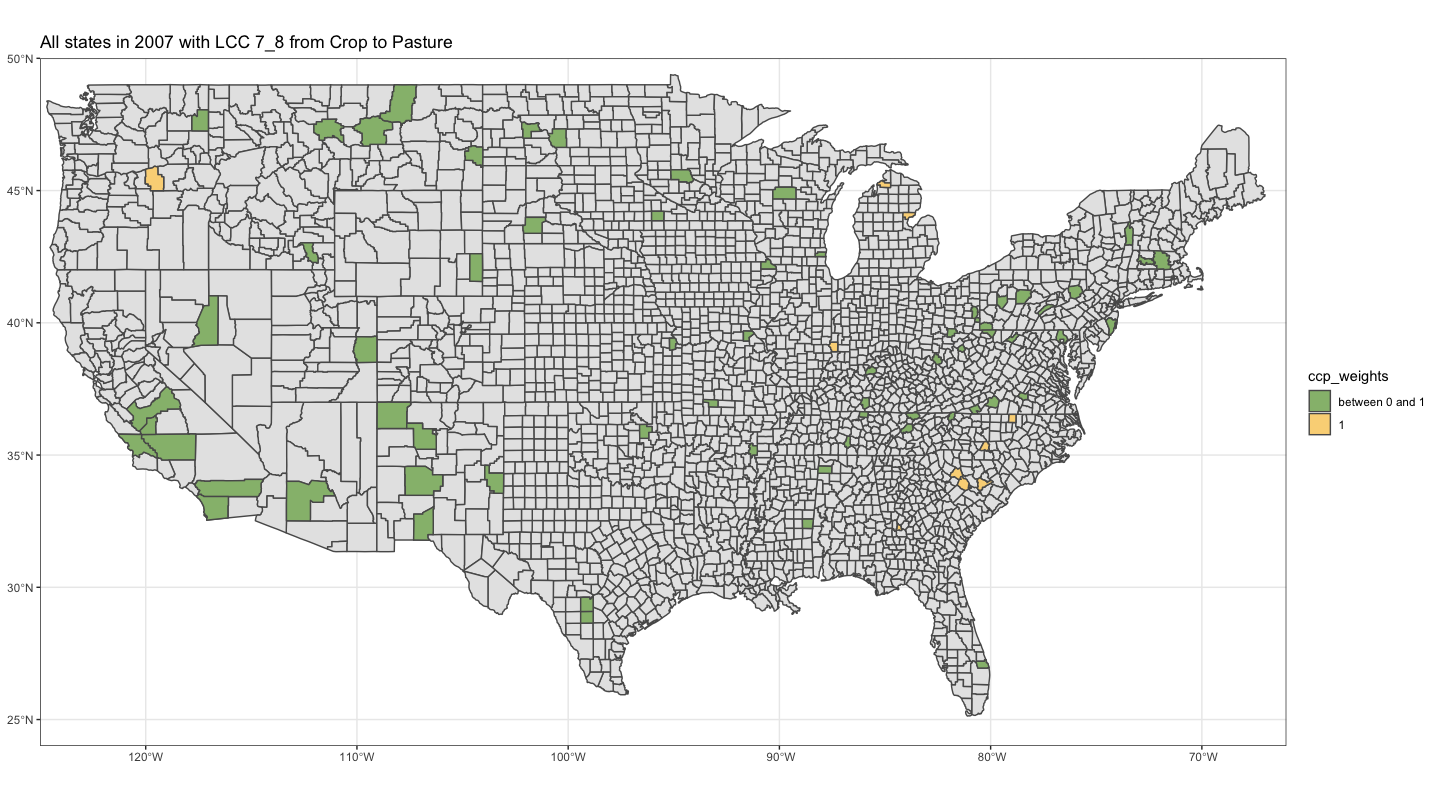 All states in 2007 with LCC 7_8 from Crop to Pasture
50°N
45°N
40°N
35°N
30°N
25°N
120°W
110°W
100°W
90°W
80°W
70°W
ccp_weights
between 0 and 1
1